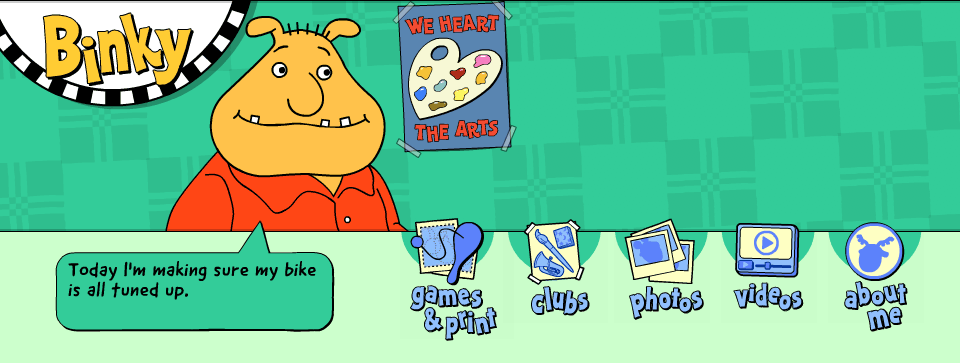 Binky
WE HEART
THE ARTS
Today I'm making sure my bike
is all tuned up.
games
& print
clubs
photos
videos
about
me